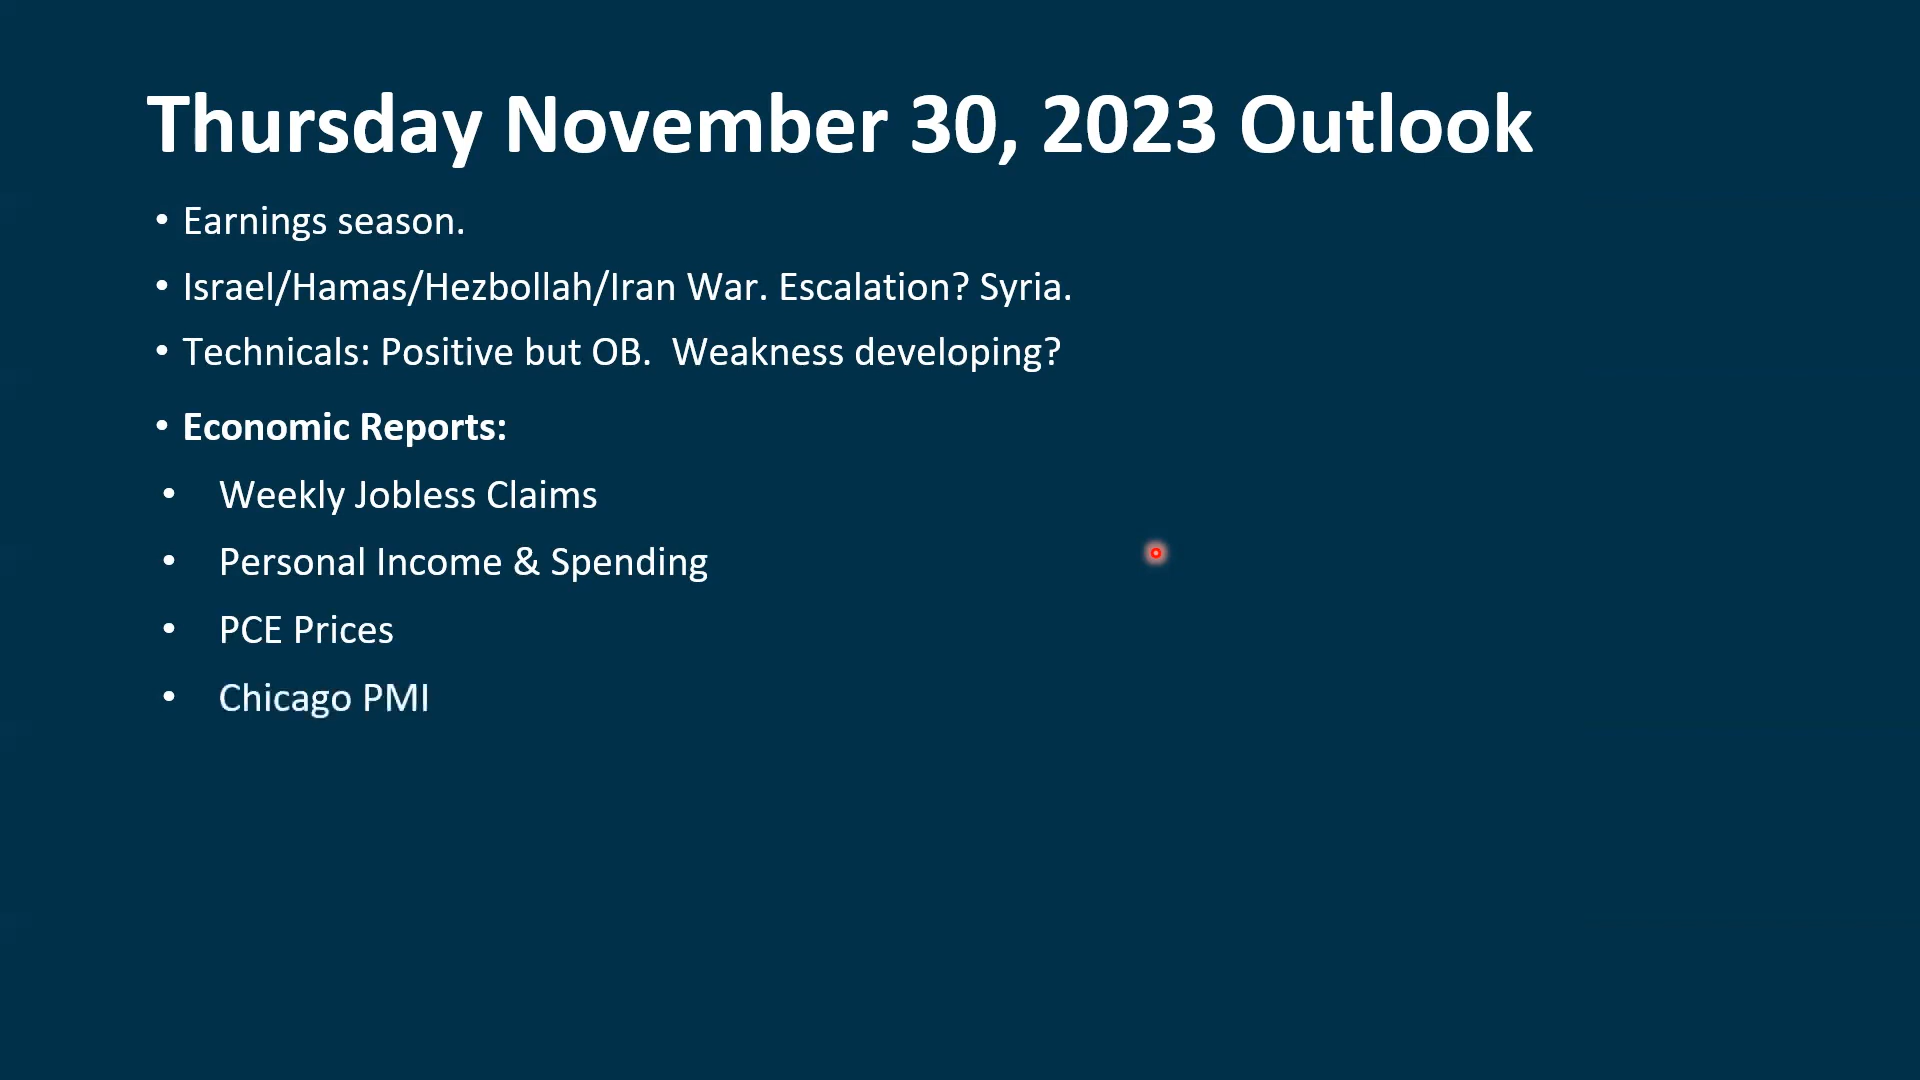 Thursday November 30, 2023 Outlook
• Earnings season.
• Israel/Hamas/Hezbollah/Iran War. Escalation? Syria.
• Technicals: Positive but OB.  Weakness developing?
• Economic Reports:
• Weekly Jobless Claims
• Personal Income & Spending
• PCE Prices
• Chicago PMI